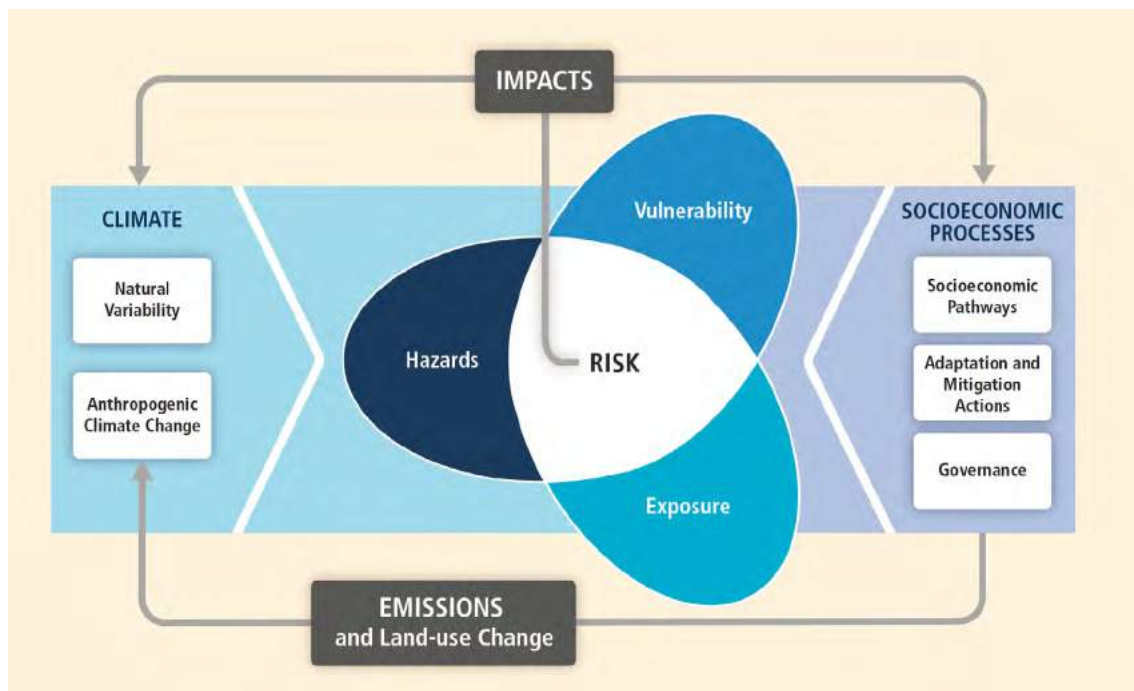 IMPACTS
CLIMATE
Natural
Variability
Anthropogenic
Climate Change
Hazards
Vulnerability
RISK
Exposure
SOCIOECONOMIC
PROCESSES
Socioeconomic
Pathways
Adaptation and
Mitigation
Actions
Governance
EMISSIONS
and Land-use Change